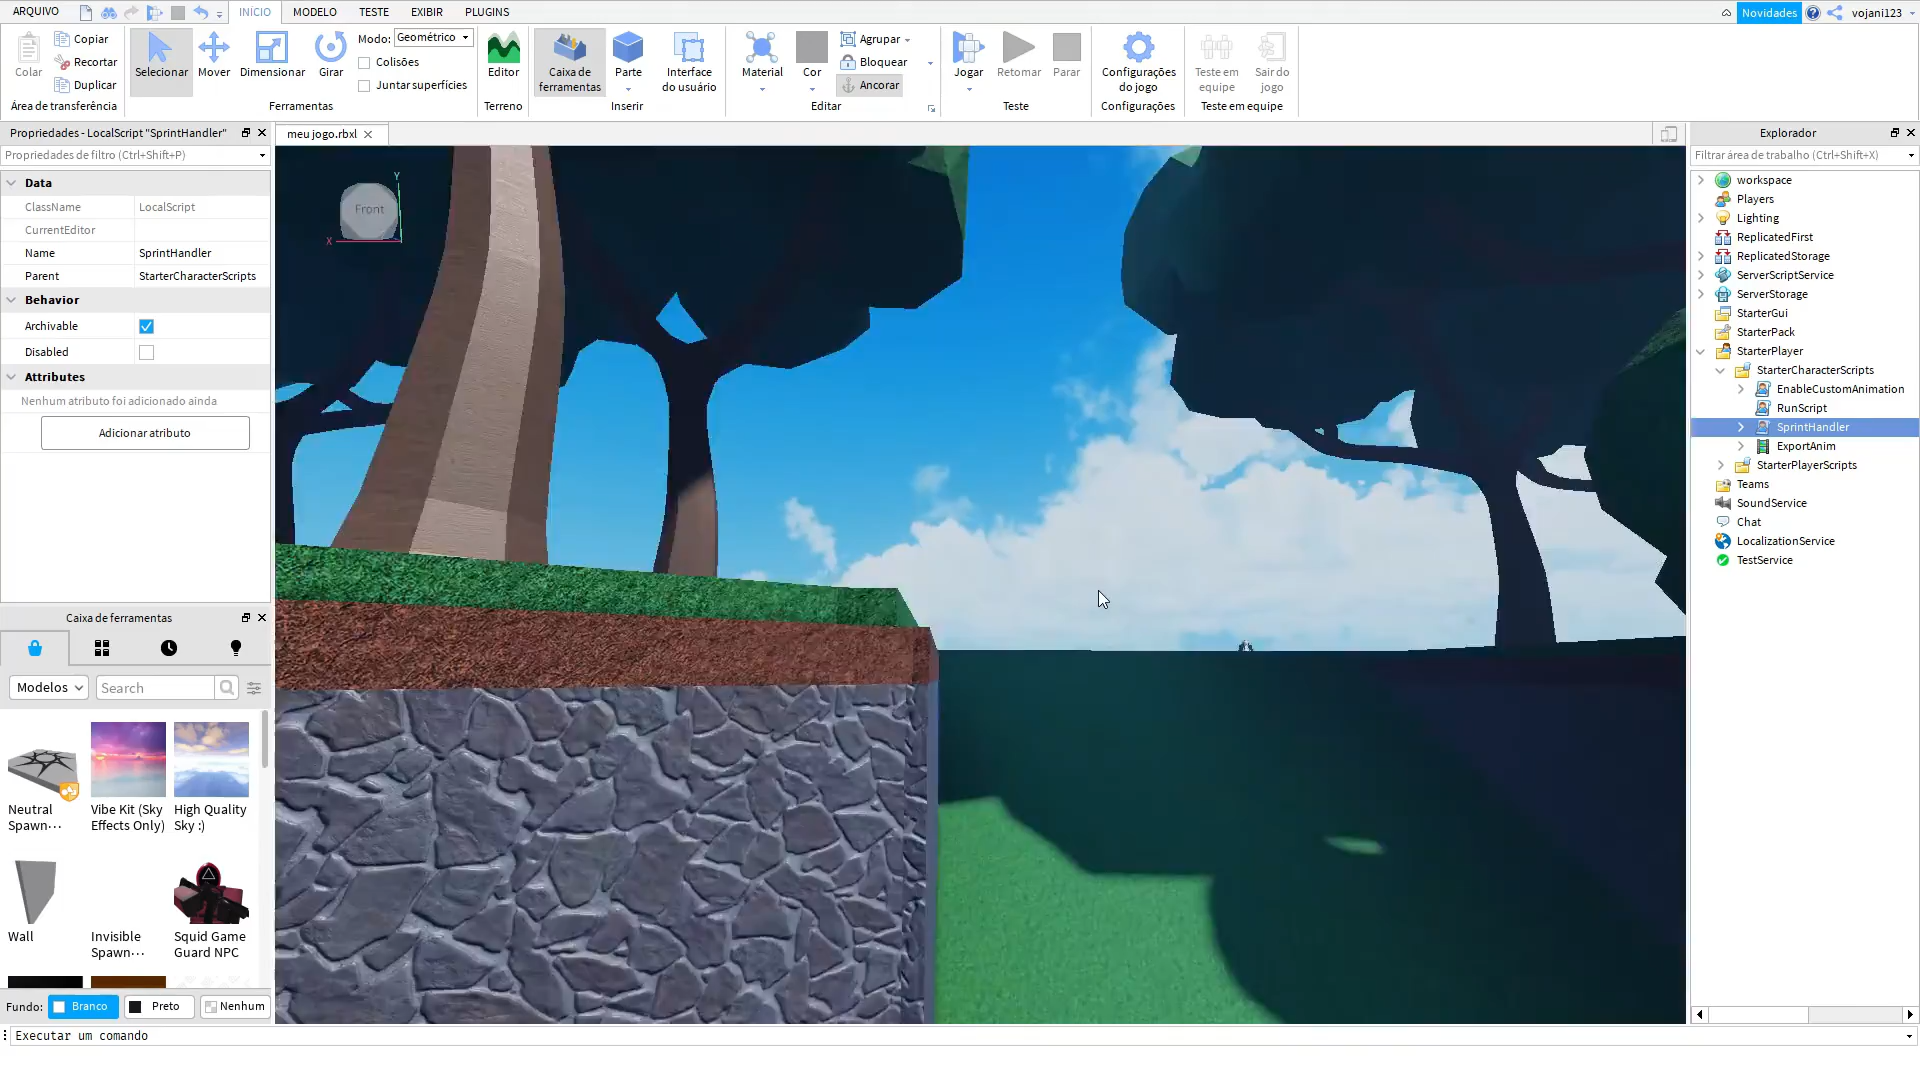 ARQUIVO
INÍCIO
MODELO
TESTE
EXIBIR
PLUGINS
Novidades
vojani123
Colar
Copiar
Recortar
Duplicar
Área de transferência
Selecionar
Mover
Dimensionar
Girar
Modo:
Geométrico
Colisões
Juntar superfícies
Ferramentas
Editor
Terreno
Caixa de
ferramentas
Parte
Interface
do usuário
Inserir
Material
Cor
Agrupar
Bloquear
Ancorar
Editar
Jogar
Retomar
Parar
Teste
Configurações
do jogo
Configurações
Teste em
equipe
Sair do
jogo
Teste em equipe
Propriedades - LocalScript "SprintHandler"
Propriedades de filtro (Ctrl+Shift+P)
Data
ClassName LocalScript
CurrentEditor
Name SprintHandler
Parent StarterCharacterScripts
Behavior
Archivable
Disabled
Attributes
Nenhum atributo foi adicionado ainda
Adicionar atributo
Caixa de ferramentas
Modelos
Search
Neutral
Spawn...
Vibe Kit (Sky
Effects Only)
High Quality
Sky :)
Wall
Invisible
Spawn...
Squid Game
Guard NPC
Fundo:
Branco
Preto
Nenhum
Executar um comando
meu jogo.rbxl
Y
Front
X
Explorador
Filtrar área de trabalho (Ctrl+Shift+X)
workspace
Players
Lighting
ReplicatedFirst
ReplicatedStorage
ServerScriptService
ServerStorage
StarterGui
StarterPack
StarterPlayer
StarterCharacterScripts
EnableCustomAnimation
RunScript
SprintHandler
ExportAnim
StarterPlayerScripts
Teams
SoundService
Chat
LocalizationService
TestService